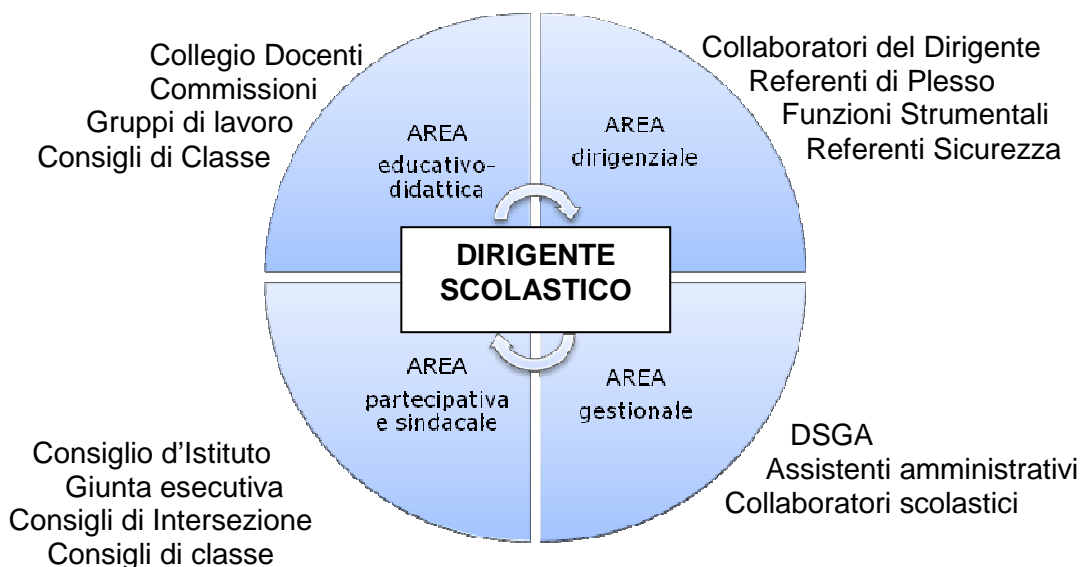 Collegio Docenti
Commissioni
Gruppi di lavoro
Consigli di Classe
AREA
educativo-
didattica
Collaboratori del Dirigente
Referenti di Plesso
Funzioni Strumentali
Referenti Sicurezza
AREA
dirigenziale
DIRIGENTE
SCOLASTICO
AREA
partecipativa
e sindacale
Consiglio d'Istituto
Giunta esecutiva
Consigli di Intersezione
Consigli di classe
AREA
gestionale
DSGA
Assistenti amministrativi
Collaboratori scolastici